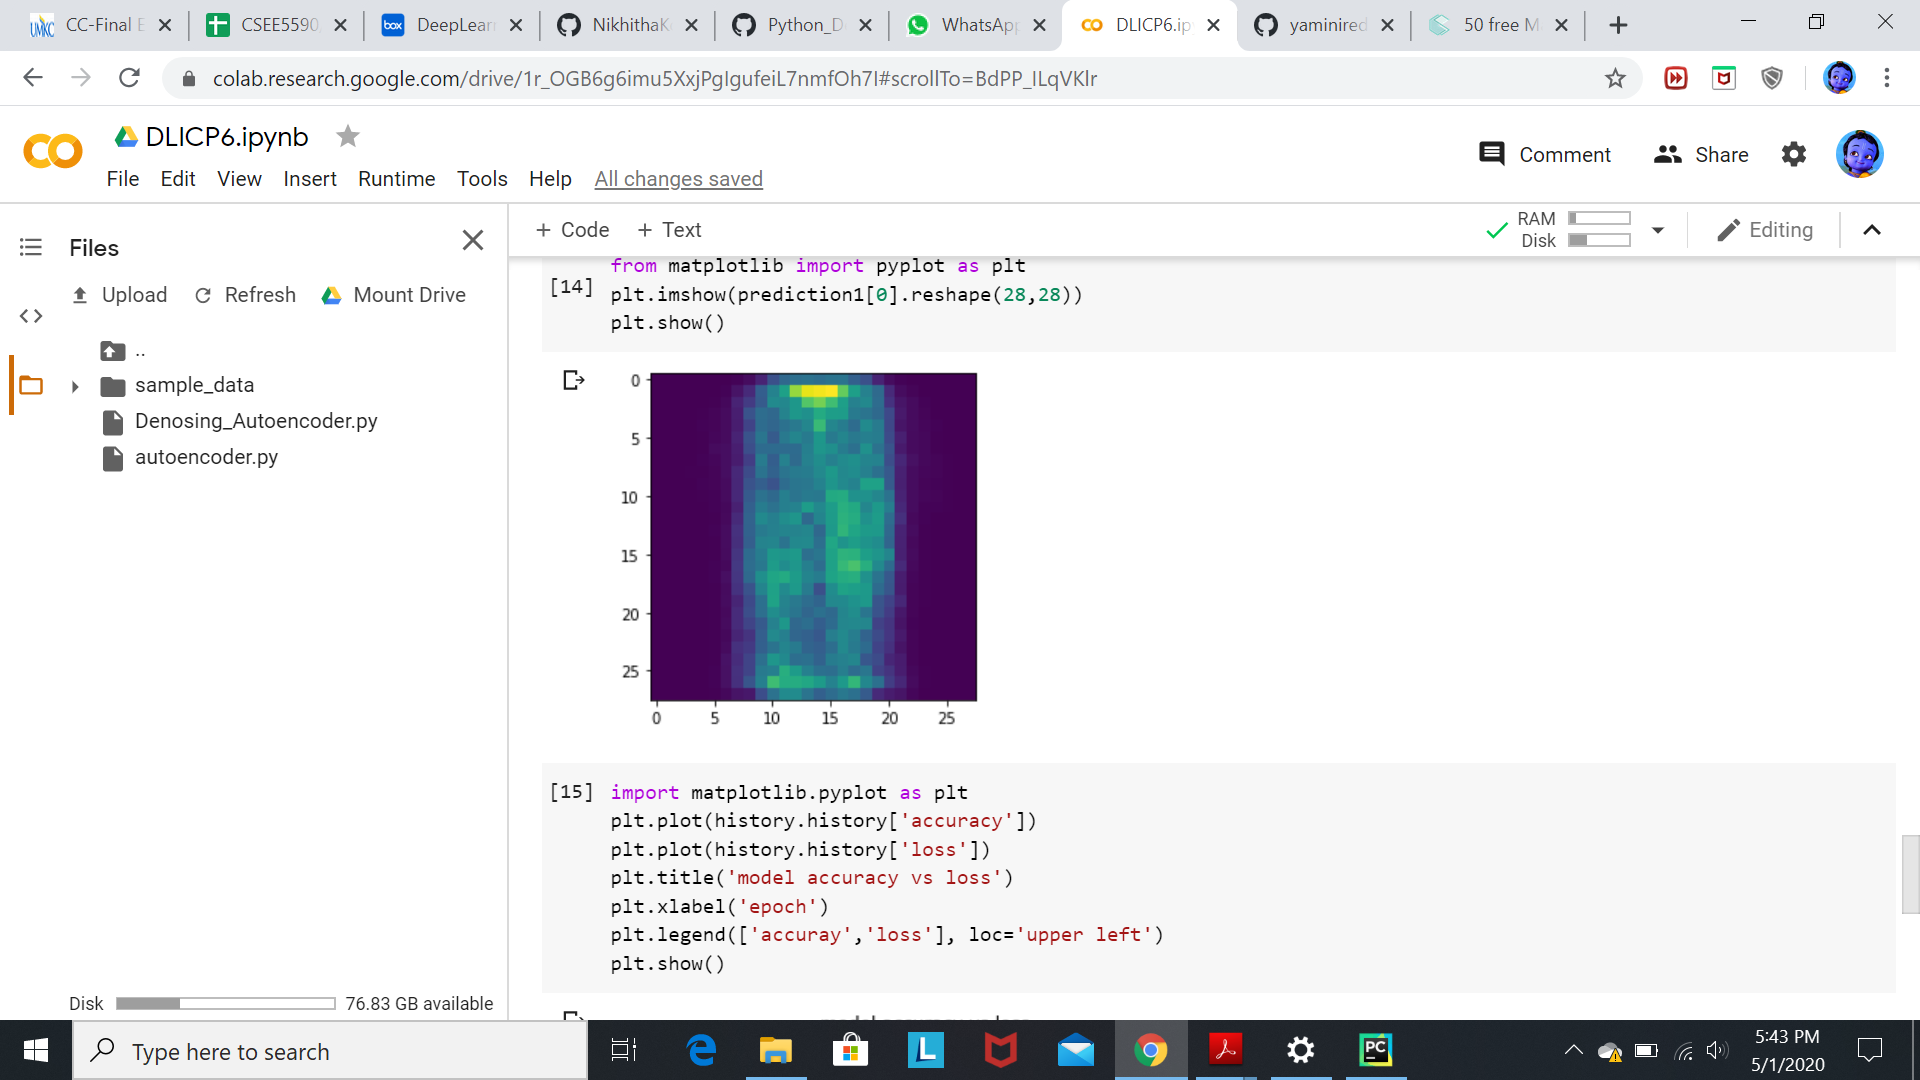 CC-Final E
CSEE5590
DeepLear
NikhithaK
Python_D
WhatsApp
DLICP6.ip
yaminired
50 free M
colab.research.google.com/drive/1r_OGB6g6imu5XxjPgIgufeiL7nmfOh7I#scrollTo=BdPP_ILqVKlr
DLICP6.ipynb
File Edit View Insert Runtime Tools Help All changes saved
Comment Share
Files
+ Code + Text
RAM
Disk
Editing
Upload Refresh Mount Drive
..
sample_data
Denosing_Autoencoder.py
autoencoder.py
Disk 76.83 GB available
[14]
from matplotlib import pyplot as plt
plt.imshow(prediction1[0].reshape(28,28))
plt.show()
0
5
10
15
20
25
0 5 10 15 20 25
[15]
import matplotlib.pyplot as plt
plt.plot(history.history['accuracy'])
plt.plot(history.history['loss'])
plt.title('model accuracy vs loss')
plt.xlabel('epoch')
plt.legend(['accuray','loss'], loc='upper left')
plt.show()
Type here to search
5:43 PM
5/1/2020